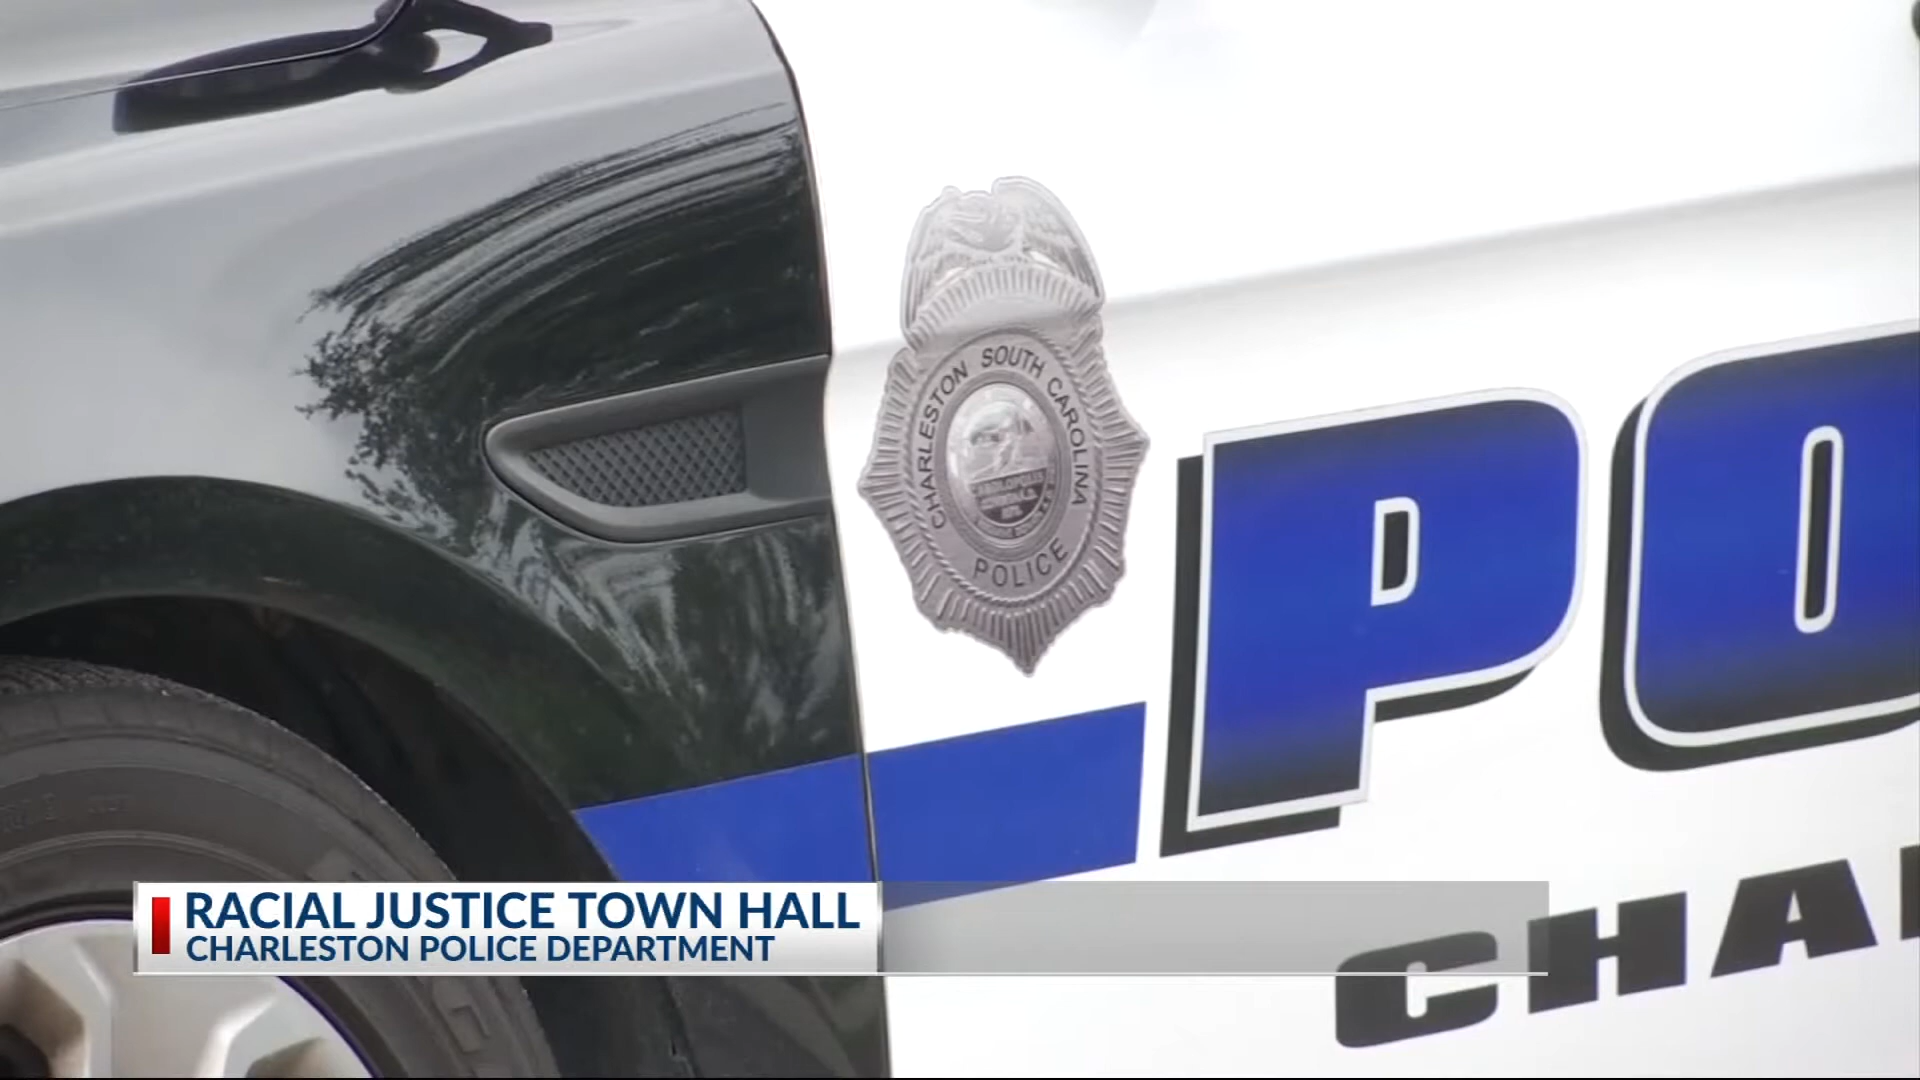 CHARLESTON SOUTH CAROLINA
POLICE
PO
CHA
RACIAL JUSTICE TOWN HALL
CHARLESTON POLICE DEPARTMENT